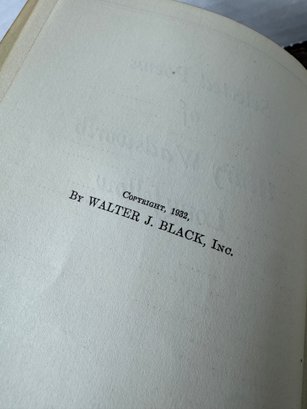 Copyright, 1932,
By WALTER J. BLACK, Inc.